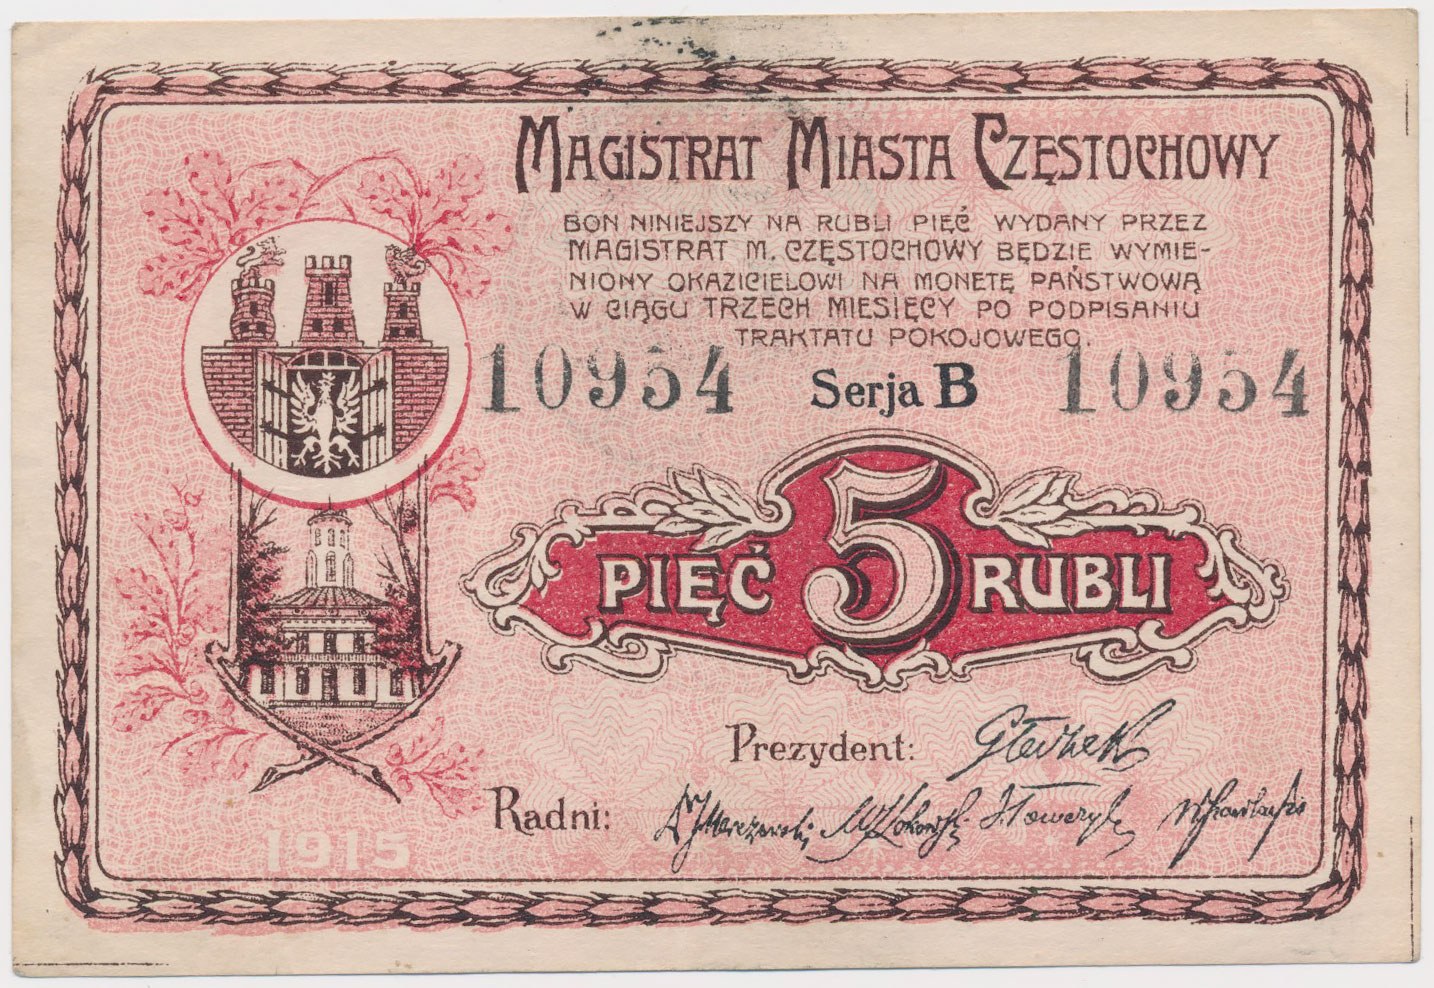 MAGISTRAT MIASTA CZĘSTOCHOWY
BON NINIEJSZY NA RUBLI PIĘĆ WYDANY PRZEZ
MAGISTRAT M. CZĘSTOCHOWY BĘDZIE WYMIE-
NIONY OKAZICIELOWI NA MONETĘ PAŃSTWOWĄ
W CIĄGU TRZECH MIESIĘCY PO PODPISANIU
TRAKTATU POKOJOWEGO.
10954 Serja B 10954
PIĘĆ 5 RUBLI
Prezydent:
Radni:
1915